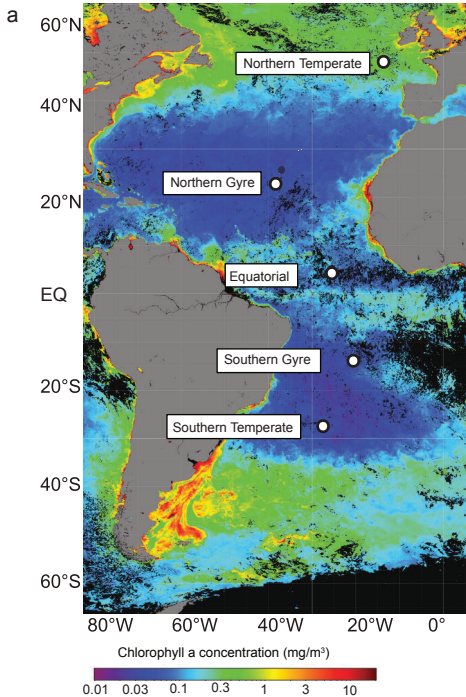 a
60°N
Northern Temperate
40°N
Northern Gyre
20°N
Equatorial
EQ
Southern Gyre
20°S
Southern Temperate
40°S
60°S
80°W 40°W 20°W 0°
Chlorophyll a concentration (mg/m³)
0.01 0.03 0.1 0.3 1 3 10